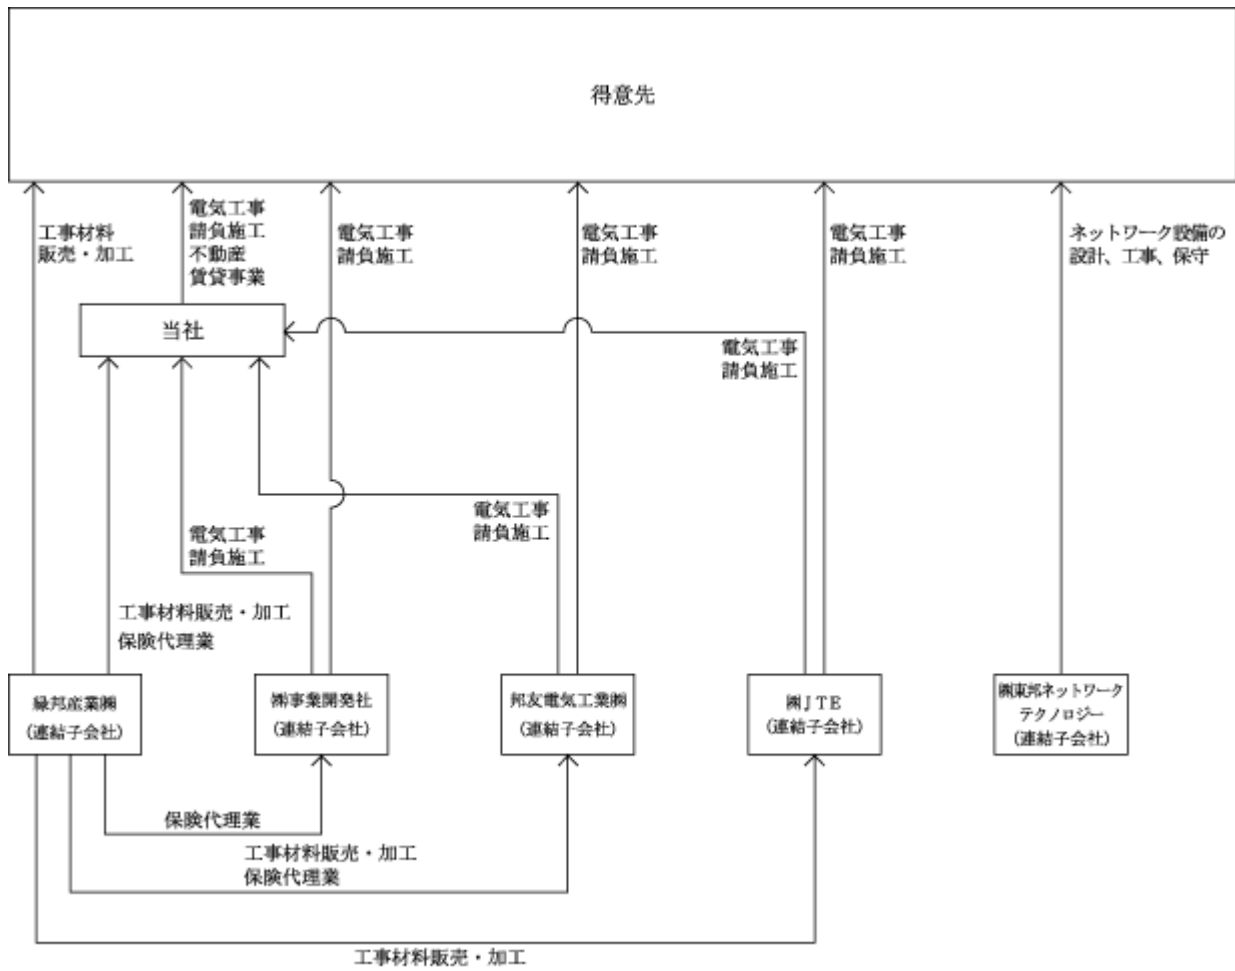 得意先
工事材料
販売・加工
電気工事
請負施工
不動産
賃貸事業
電気工事
請負施工
電気工事
請負施工
電気工事
請負施工
ネットワーク設備の
設計、工事、保守
当社
電気工事
請負施工
電気工事
請負施工
電気工事
請負施工
工事材料販売・加工
保険代理業
緑邦産業㈱
(連結子会社)
㈱事業開発社
(連結子会社)
邦友電気工業㈱
(連結子会社)
㈱JTE
(連結子会社)
㈱東邦ネットワーク
テクノロジー
(連結子会社)
保険代理業
工事材料販売・加工
保険代理業
工事材料販売・加工